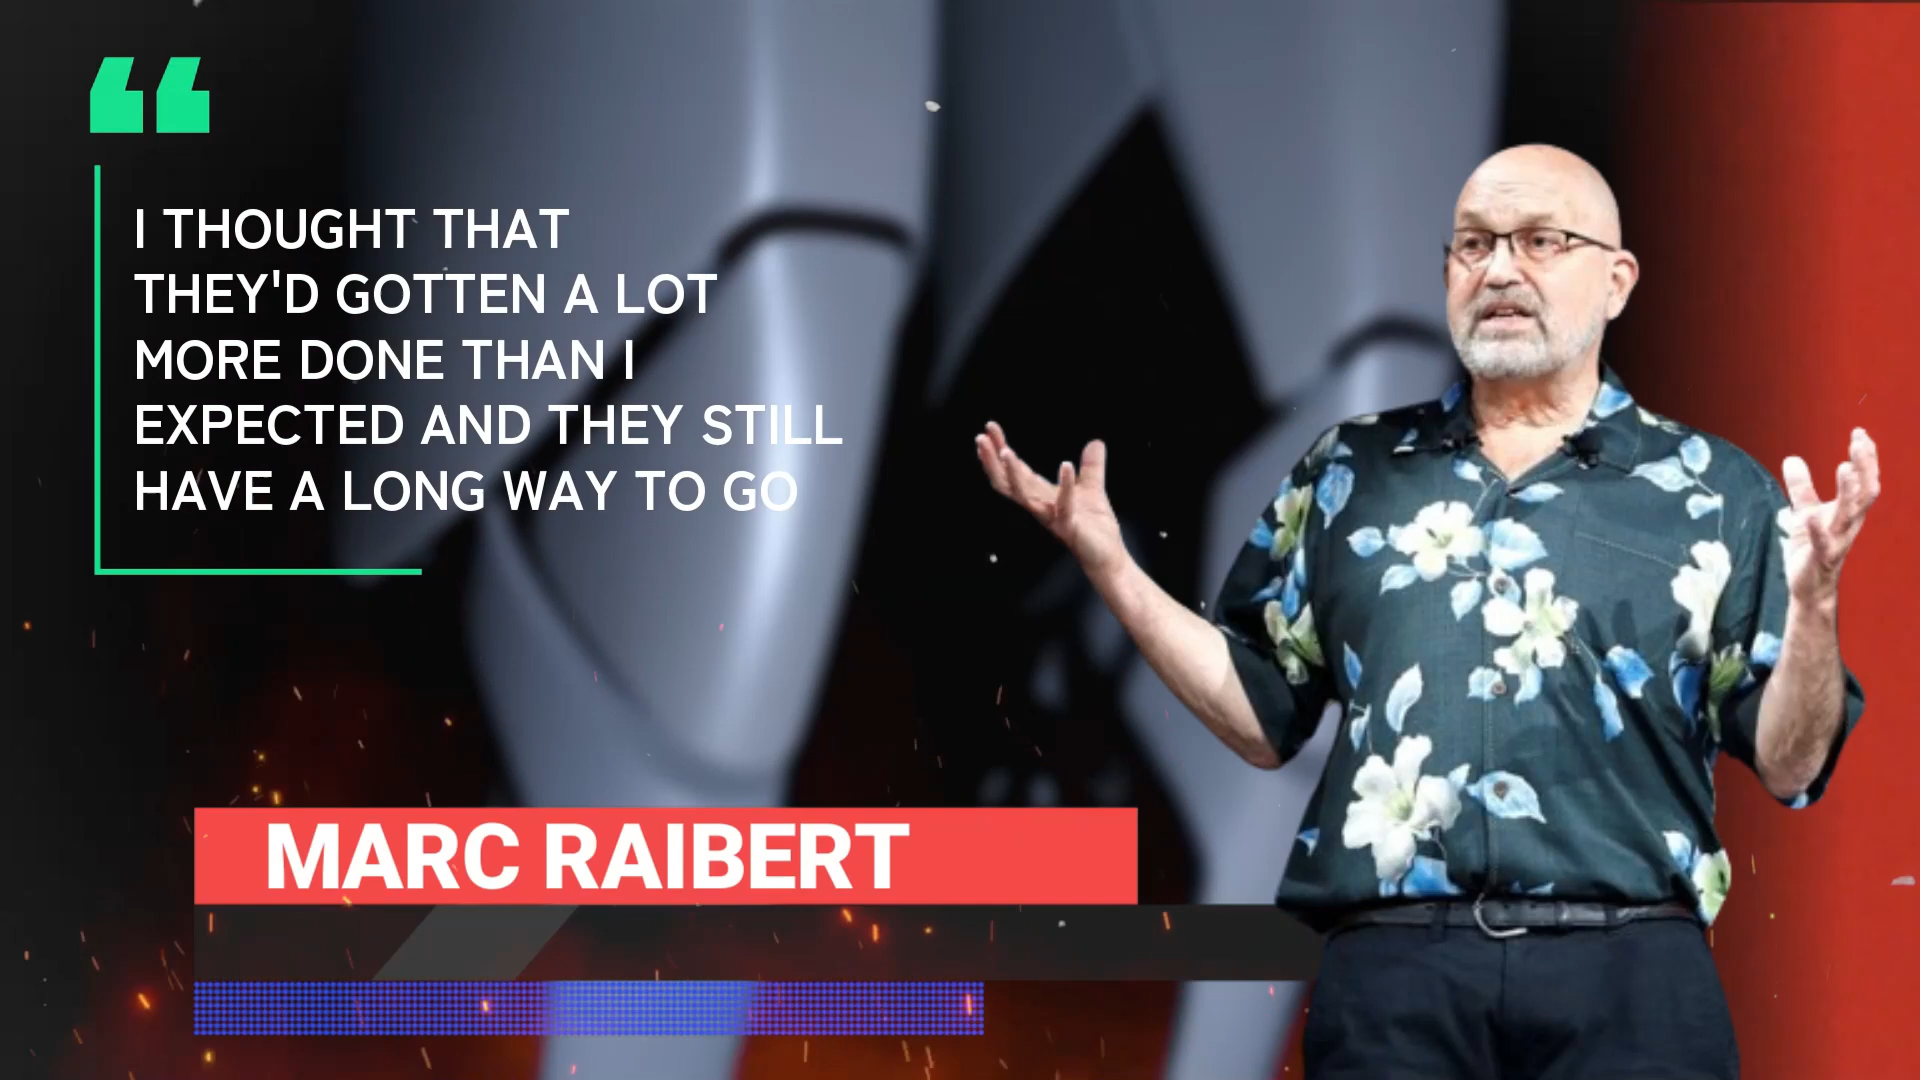 “
I THOUGHT THAT
THEY'D GOTTEN A LOT
MORE DONE THAN I
EXPECTED AND THEY STILL
HAVE A LONG WAY TO GO
MARC RAIBERT